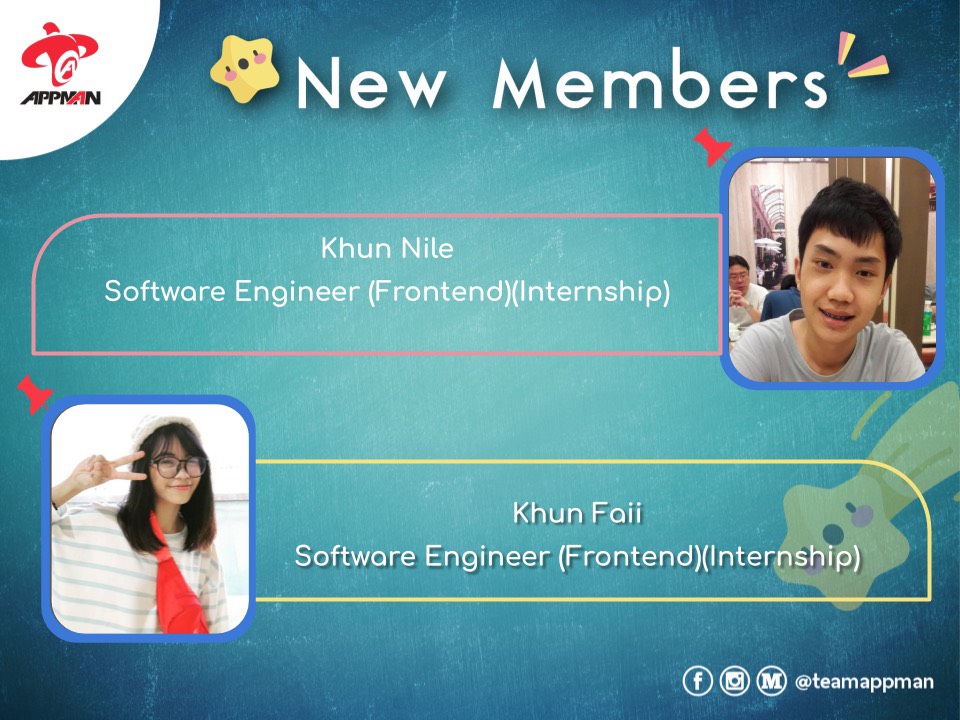 APPMAN
New Members
Khun Nile
Software Engineer (Frontend)(Internship)
Khun Faii
Software Engineer (Frontend)(Internship)
@teamappman